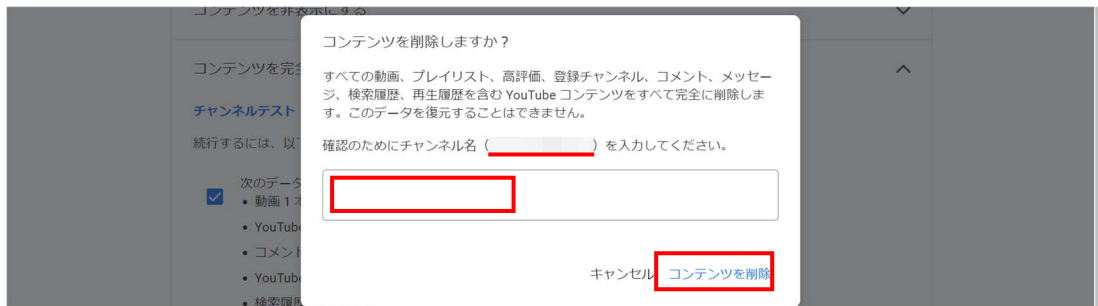 コンテンツを非表示にする
コンテンツを完全
コンテンツを削除しますか？
すべての動画、プレイリスト、高評価、登録チャンネル、コメント、メッセー
ジ、検索履歴、再生履歴を含む YouTube コンテンツをすべて完全に削除しま
す。このデータを復元することはできません。
チャンネルテスト
続行するには、以下
確認のためにチャンネル名（ ）を入力してください。
次のデータ
• 動画 1 本
• YouTube
• コメント
• YouTube
• 検索履歴
キャンセル
コンテンツを削除